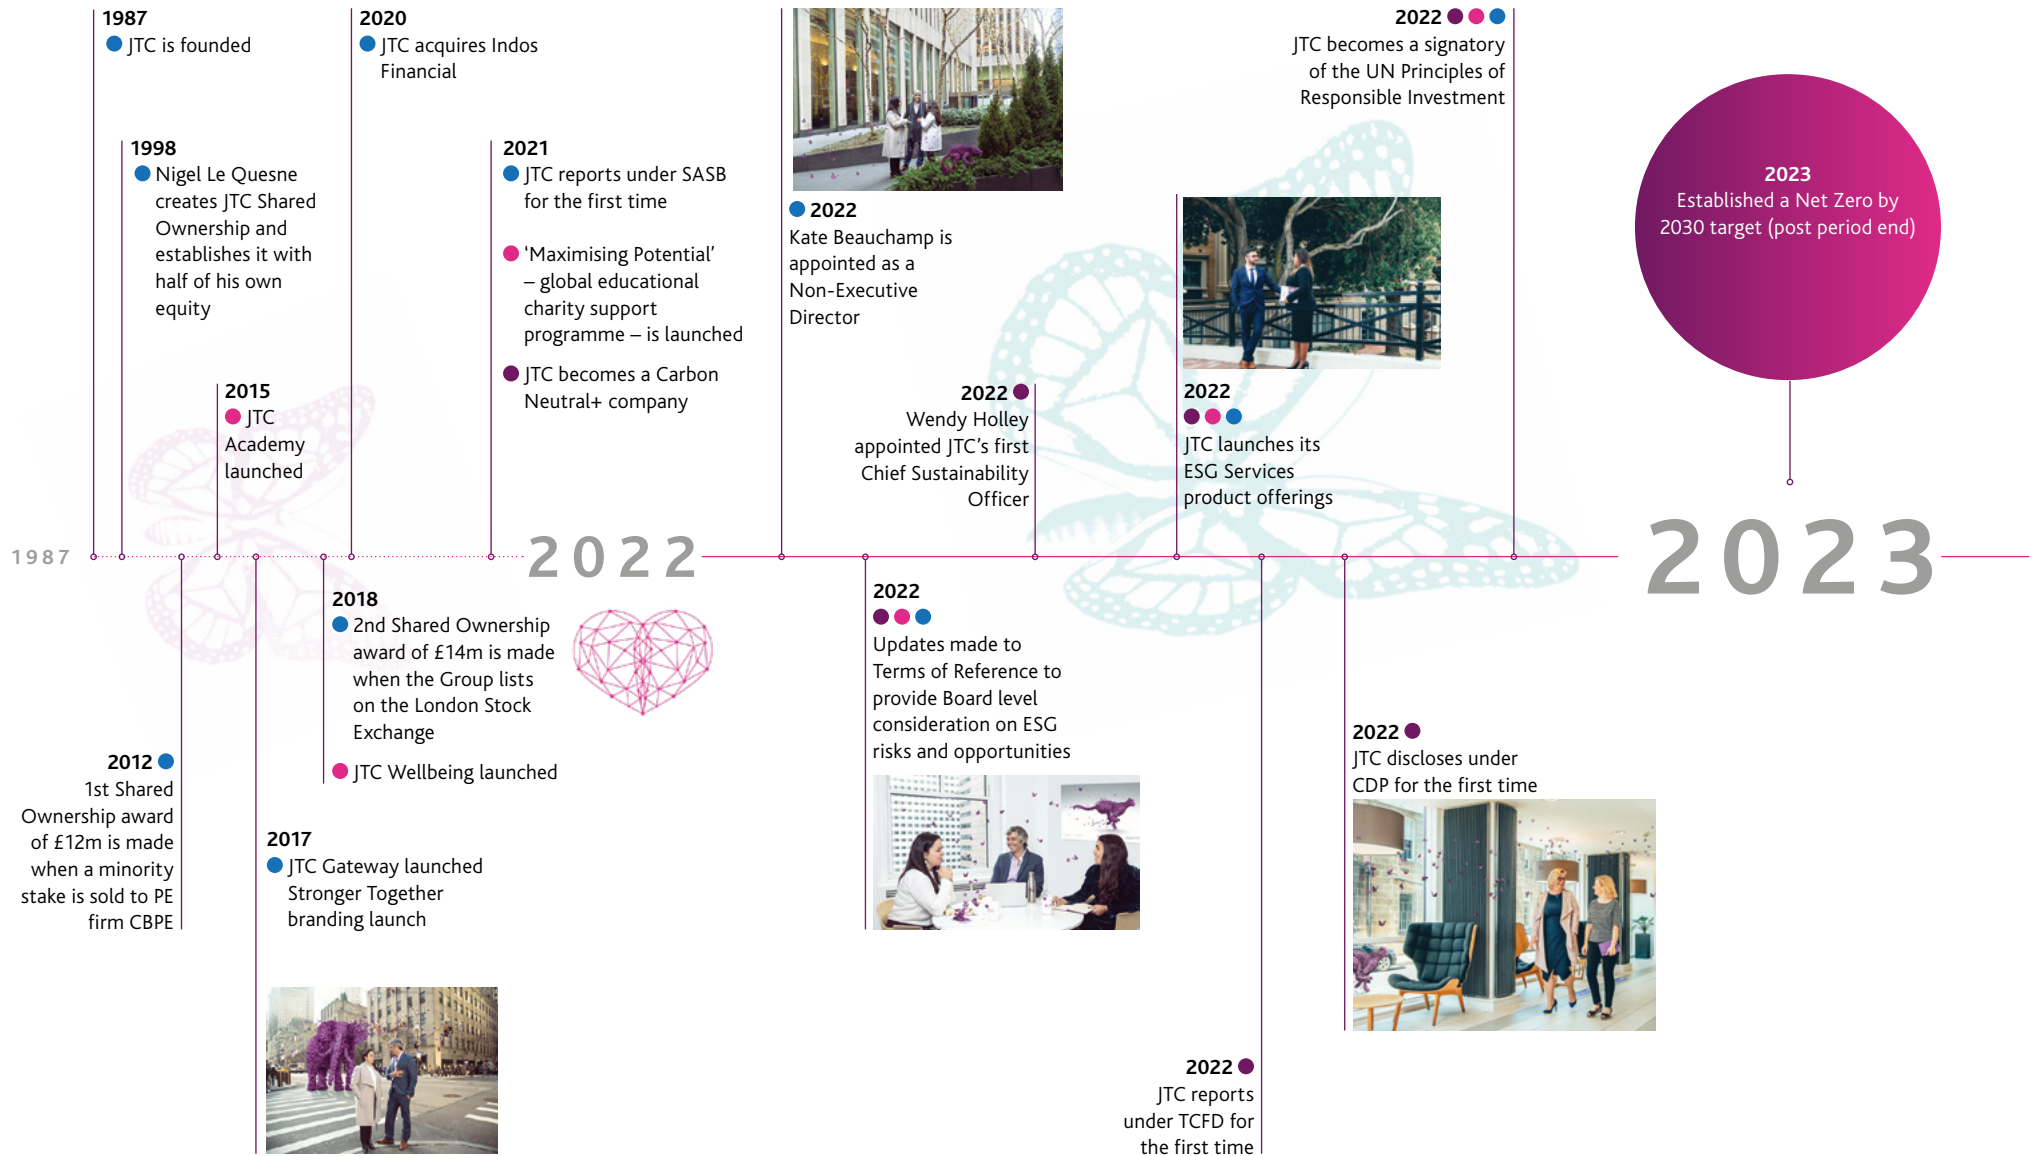 1987
JTC is founded
1998
Nigel Le Quesne
creates JTC Shared
Ownership and
establishes it with
half of his own
equity
2015
JTC
Academy
launched
2020
JTC acquires Indos
Financial
2021
JTC reports under SASB
for the first time
‘Maximising Potential’
– global educational
charity support
programme – is launched
JTC becomes a Carbon
Neutral+ company
2022
Kate Beauchamp is
appointed as a
Non-Executive
Director
2022
Wendy Holley
appointed JTC’s first
Chief Sustainability
Officer
2022
JTC launches its
ESG Services
product offerings
2022
JTC becomes a signatory
of the UN Principles of
Responsible Investment
2023
Established a Net Zero by
2030 target (post period end)
1987
2022
2023
2012
1st Shared
Ownership award
of £12m is made
when a minority
stake is sold to PE
firm CBPE
2017
JTC Gateway launched
Stronger Together
branding launch
2018
2nd Shared Ownership
award of £14m is made
when the Group lists
on the London Stock
Exchange
JTC Wellbeing launched
2022
Updates made to
Terms of Reference to
provide Board level
consideration on ESG
risks and opportunities
2022
JTC reports
under TCFD for
the first time
2022
JTC discloses under
CDP for the first time